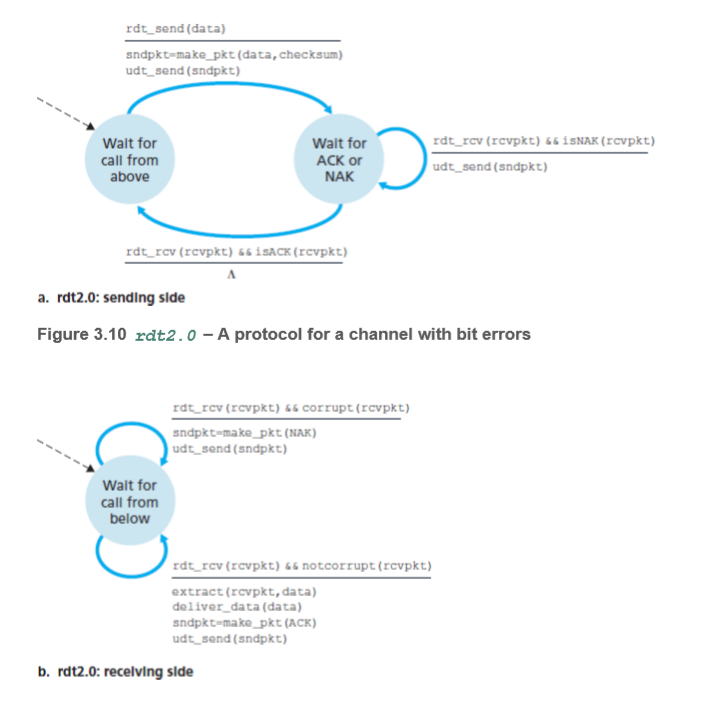 rdt_send(data)
sndpkt=make_pkt(data,checksum)
udt_send(sndpkt)
Wait for
call from
above
Wait for
ACK or
NAK
rdt_rcv(rcvpkt) && isNAK(rcvpkt)
udt_send(sndpkt)
rdt_rcv(rcvpkt) && isACK(rcvpkt)
Λ
a. rdt2.0: sending side
Figure 3.10 rdt2.0 – A protocol for a channel with bit errors
rdt_rcv(rcvpkt) && corrupt(rcvpkt)
sndpkt=make_pkt(NAK)
udt_send(sndpkt)
Wait for
call from
below
rdt_rcv(rcvpkt) && notcorrupt(rcvpkt)
extract(rcvpkt,data)
deliver_data(data)
sndpkt=make_pkt(ACK)
udt_send(sndpkt)
b. rdt2.0: receiving side